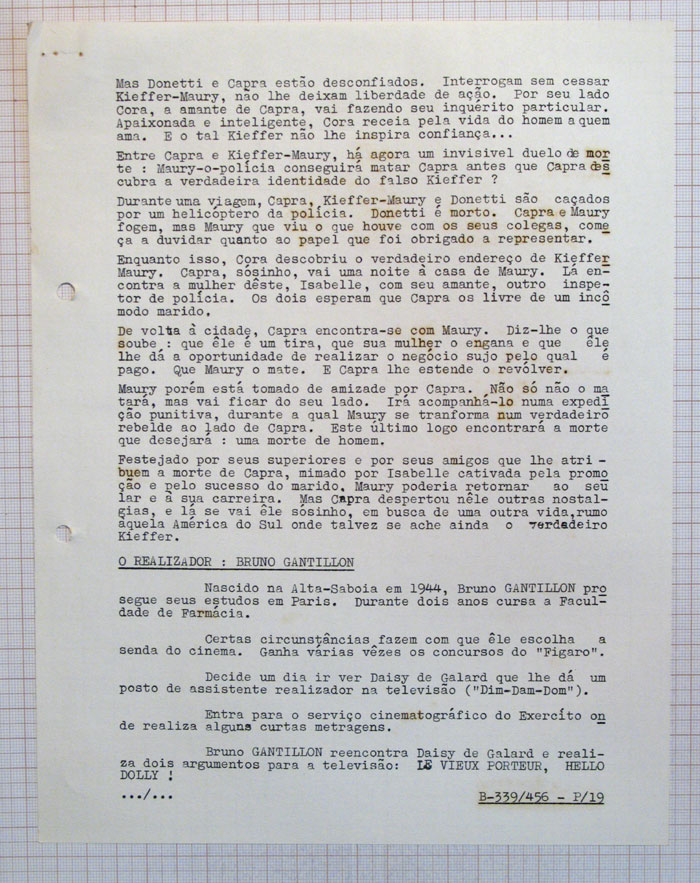 Mas Donetti e Capra estão desconfiados. Interrogam sem cessar
Kieffer-Maury, não lhe deixam liberdade de ação. Por seu lado
Cora, a amante de Capra, vai fazendo seu inquérito particular.
Apaixonada e inteligente, Cora receia pela vida do homem a quem
ama. E o tal Kieffer não lhe inspira confiança...
Entre Capra e Kieffer-Maury, há agora um invisivel duelo de mor
te : Maury-o-polícia conseguirá matar Capra antes que Capra des
cubra a verdadeira identidade do falso Kieffer ?
Durante uma viagem, Capra, Kieffer-Maury e Donetti são caçados
por um helicóptero da polícia. Donetti é morto. Capra e Maury
fogem, mas Maury que viu o que houve com os seus colegas, come
ça a duvidar quanto ao papel que foi obrigado a representar.
Enquanto isso, Cora descobriu o verdadeiro endereço de Kieffer
Maury. Capra, sòsinho, vai uma noite à casa de Maury. Lá en-
contra a mulher dêste, Isabelle, com seu amante, outro inspe-
tor de polícia. Os dois esperam que Capra os livre de um incô
modo marido.
De volta à cidade, Capra encontra-se com Maury. Diz-lhe o que
soube : que êle é um tira, que sua mulher o engana e que êle
lhe dá a oportunidade de realizar o negócio sujo pelo qual é
pago. Que Maury o mate. E Capra lhe estende o revólver.
Maury porém está tomado de amizade por Capra. Não só não o ma
tará, mas vai ficar do seu lado. Irá acompanhá-lo numa expedi
ção punitiva, durante a qual Maury se tranforma num verdadeiro
rebelde ao lado de Capra. Este último logo encontrará a morte
que desejará : uma morte de homem.
Festejado por seus superiores e por seus amigos que lhe atri -
buem a morte de Capra, mimado por Isabelle cativada pela promo
ção e pelo sucesso do marido, Maury poderia retornar ao seu
lar e à sua carreira. Mas Capra despertou nêle outras nostal-
gias, e lá se vai êle sòsinho, em busca de uma outra vida,rumo
àquela América do Sul onde talvez se ache ainda o verdadeiro
Kieffer.
O REALIZADOR : BRUNO GANTILLON
Nascido na Alta-Saboia em 1944, Bruno GANTILLON pro
segue seus estudos em Paris. Durante dois anos cursa a Facul-
dade de Farmácia.
Certas circunstâncias fazem com que êle escolha a
senda do cinema. Ganha várias vêzes os concursos do "Figaro".
Decide um dia ir ver Daisy de Galard que lhe dá um
posto de assistente realizador na televisão ("Dim-Dam-Dom").
Entra para o serviço cinematográfico do Exercíto on
de realiza alguns curtas metragens.
Bruno GANTILLON reencontra Daisy de Galard e reali-
za dois argumentos para a televisão: LE VIEUX PORTEUR, HELLO
DOLLY !
.../...
B-339/456 - P/19